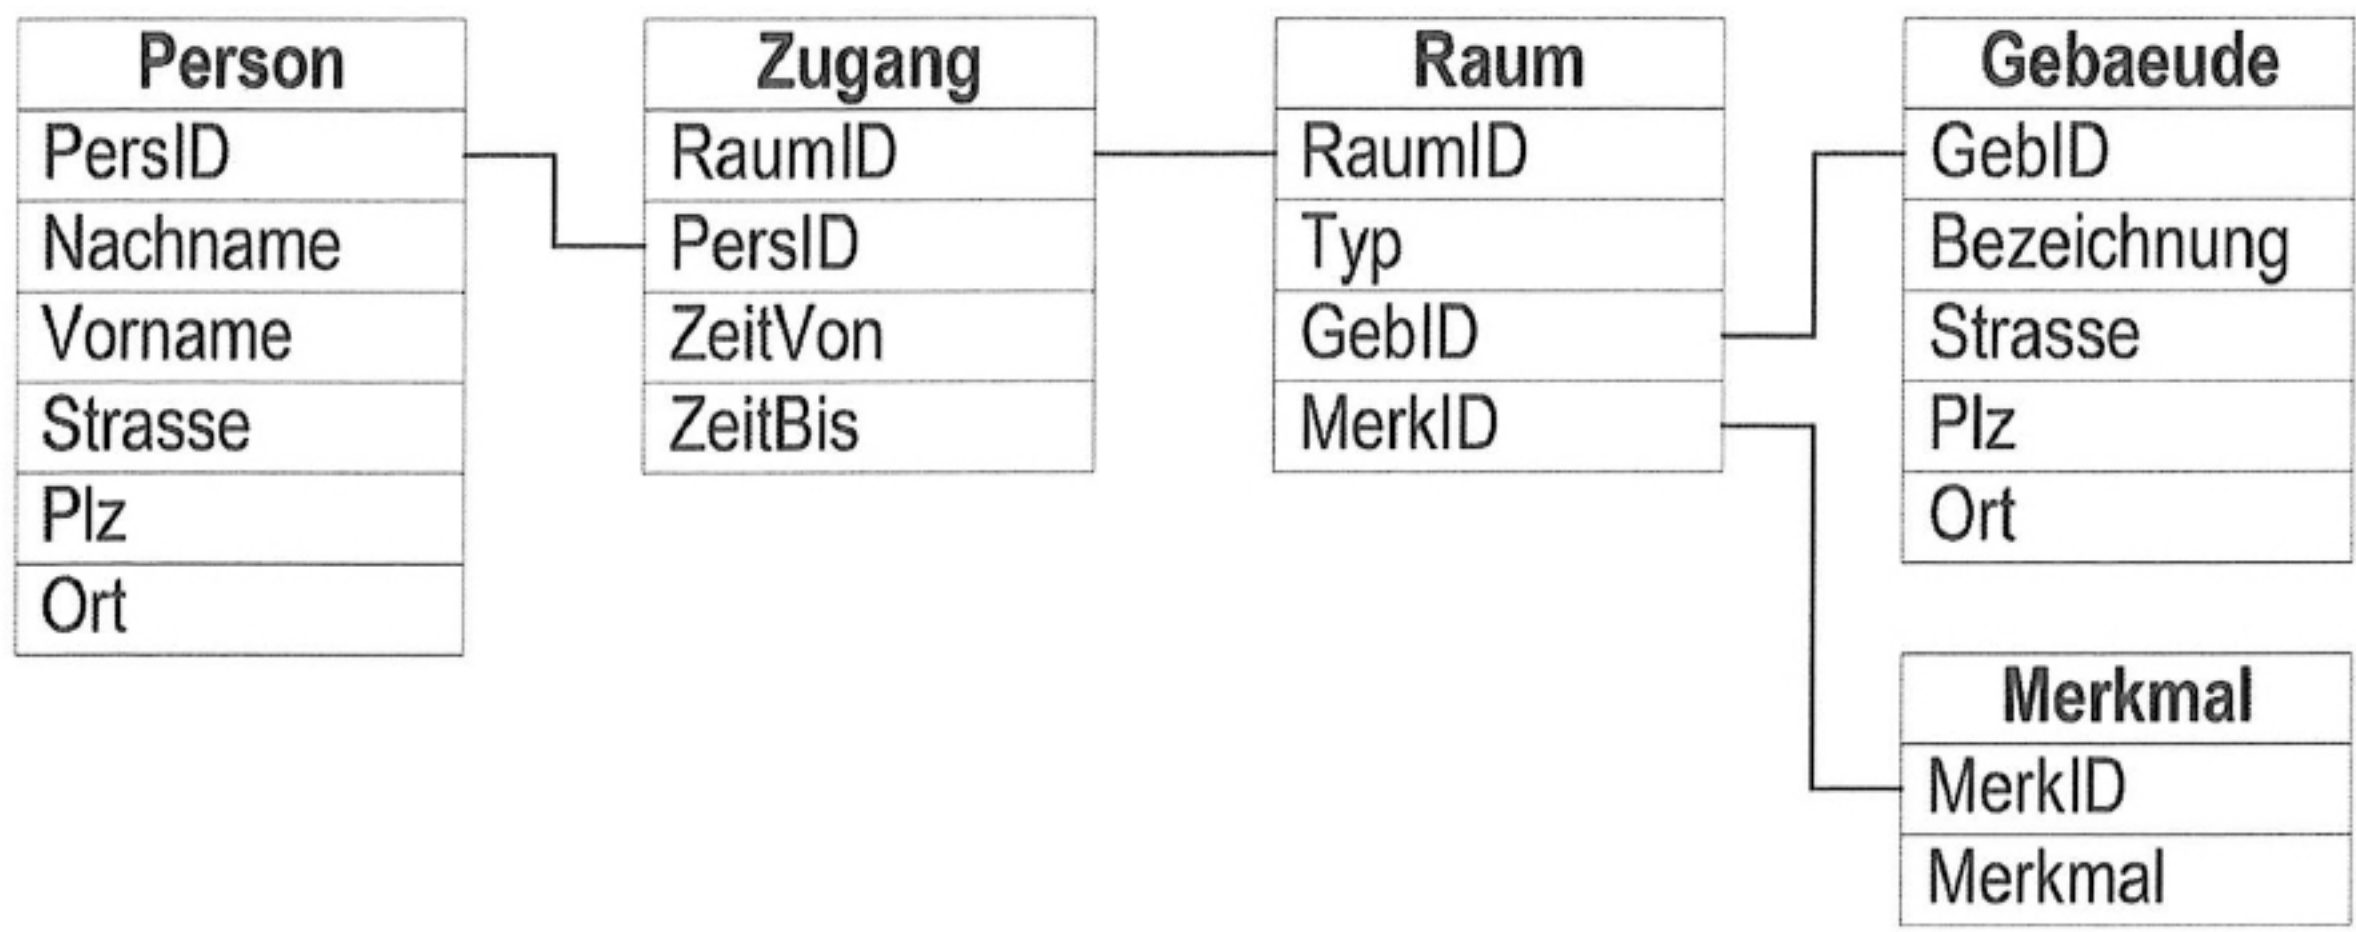 Person
PersID
Nachname
Vorname
Strasse
Plz
Ort
Zugang
RaumID
PersID
ZeitVon
ZeitBis
Raum
RaumID
Typ
GebID
MerkID
Gebaeude
GebID
Bezeichnung
Strasse
Plz
Ort
Merkmal
MerkID
Merkmal